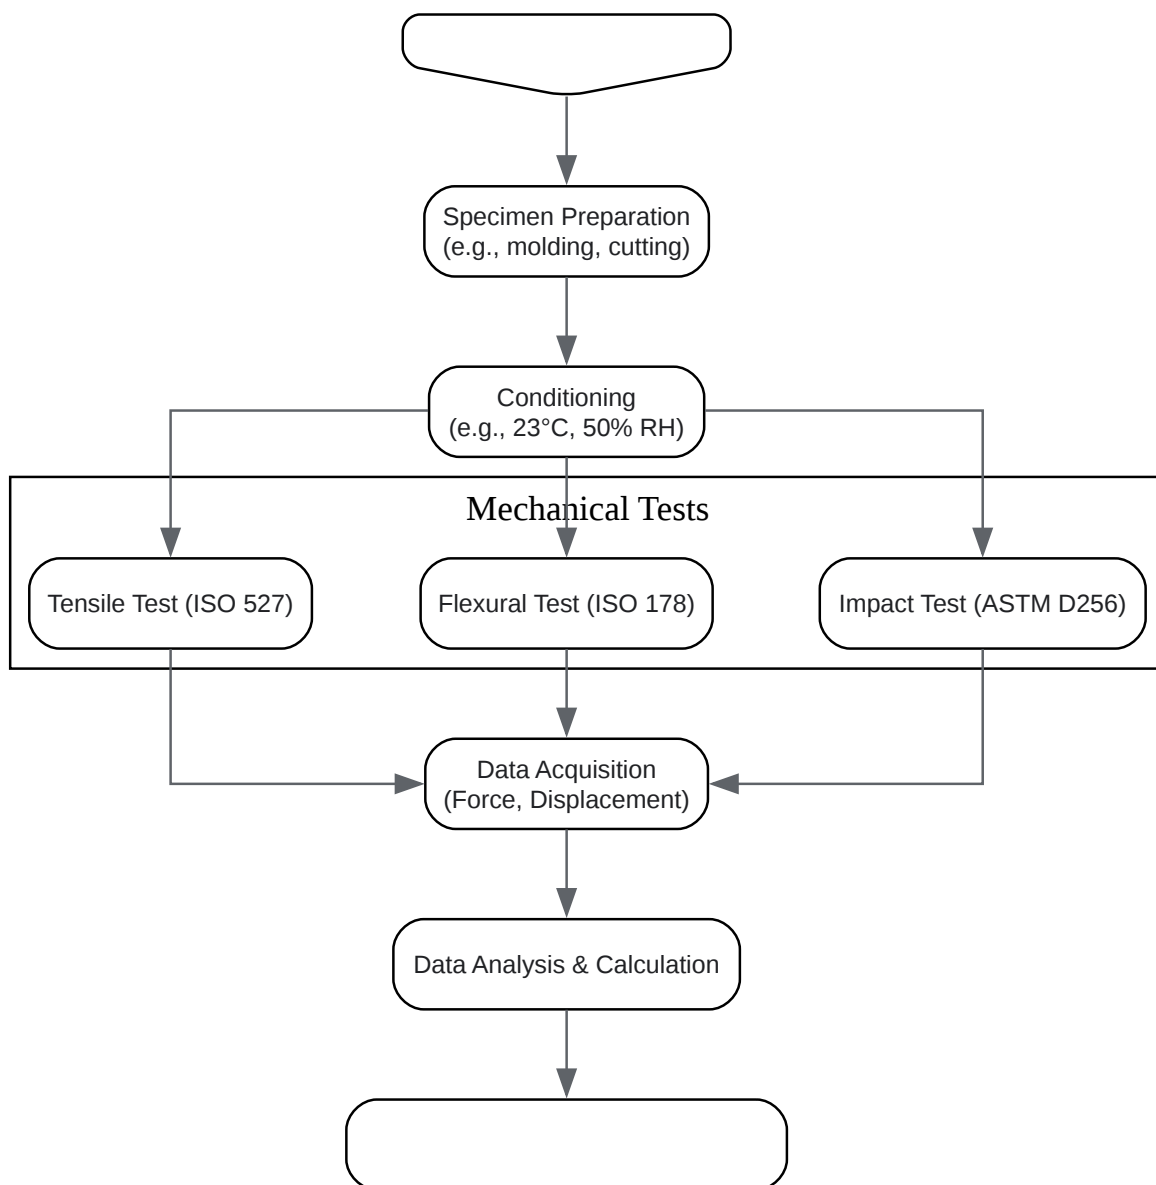 Specimen Preparation
(e.g., molding, cutting)
Conditioning
(e.g., 23°C, 50% RH)
Mechanical Tests
Tensile Test (ISO 527)
Flexural Test (ISO 178)
Impact Test (ASTM D256)
Data Acquisition
(Force, Displacement)
Data Analysis & Calculation